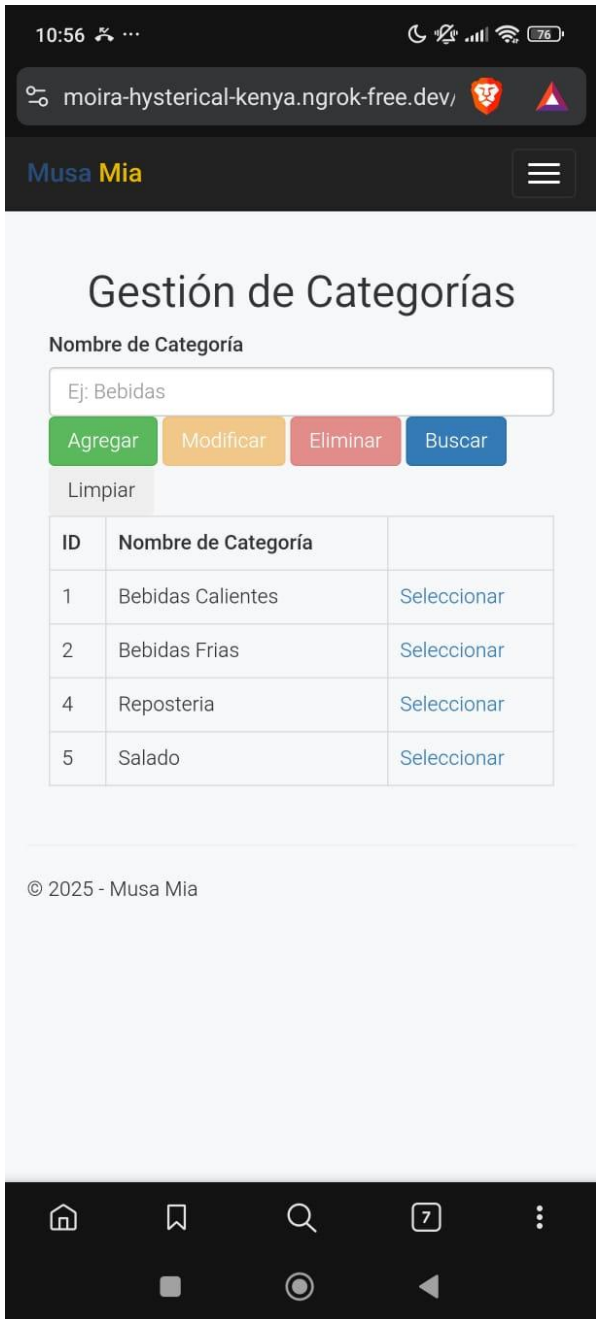 10:56
76
moira-hysterical-kenya.ngrok-free.dev/
Musa Mia
Gestión de Categorías
Nombre de Categoría
Ej: Bebidas
Agregar Modificar Eliminar Buscar
Limpiar
ID Nombre de Categoría
1 Bebidas Calientes Seleccionar
2 Bebidas Frias Seleccionar
4 Reposteria Seleccionar
5 Salado Seleccionar
© 2025 - Musa Mia
7